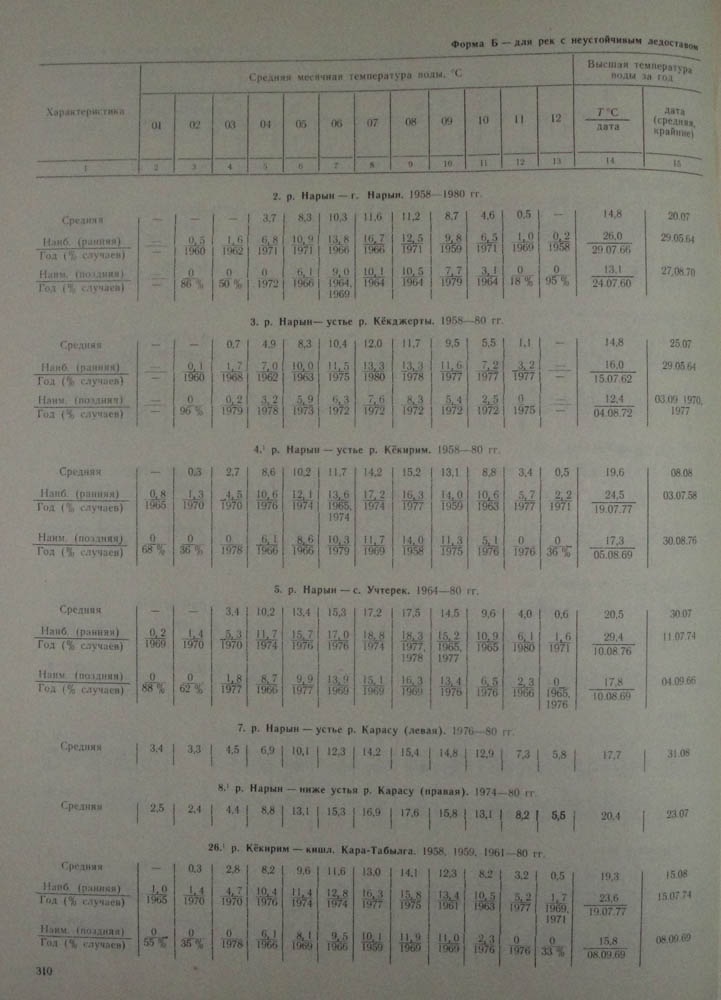 Форма Б — для рек с неустойчивым ледоставом
Характеристика Средняя месячная температура воды, °С Высшая температура воды за год
01 02 03 04 05 06 07 08 09 10 11 12 T °C дата (средняя, крайние)
дата
1 2 3 4 5 6 7 8 9 10 11 12 13 14 15
2. р. Нарын — г. Нарын. 1958—1980 гг.
Средняя — — — 3,7 8,3 10,3 11,6 11,2 8,7 4,6 0,5 — 14,8 20.07
Наиб. (ранняя) — 0,5 1,6 6,8 10,9 13,8 16,7 12,5 9,8 6,5 1,0 0,2 26,0 29.05.64
Год (% случаев) — 1960 1962 1971 1971 1966 1966 1971 1959 1971 1969 1958 29.07.66
Наим. (поздняя) — 0 0 0 6,1 9,0 10,1 10,5 7,7 3,1 0 0 13,1 27.08.70
Год (% случаев) — 86 % 50 % 1972 1966 1964, 1964 1964 1979 1964 18 % 95 % 24.07.60
1969
3. р. Нарын— устье р. Кёкджерты. 1958—80 гг.
Средняя — — 0,7 4,9 8,3 10,4 12,0 11,7 9,5 5,5 1,1 — 14,8 25.07
Наиб. (ранняя) — 0,1 1,7 7,0 10,0 11,5 13,3 13,3 11,6 7,2 3,2 — 16,0 29.05.64
Год (% случаев) — 1960 1968 1962 1963 1975 1980 1978 1977 1977 1977 — 15.07.62
Наим. (поздняя) — 0 0,2 3,2 5,9 6,3 7,6 8,3 5,4 2,5 0 — 12,4 03.09 1970,
Год (% случаев) — 96 % 1979 1978 1973 1972 1972 1972 1972 1972 1975 — 04.08.72 1977
4.¹ р. Нарын — устье р. Кёкирим. 1958—80 гг.
Средняя — 0,3 2,7 8,6 10,2 11,7 14,2 15,2 13,1 8,8 3,4 0,5 19,6 08.08
Наиб. (ранняя) 0,8 1,3 4,5 10,6 12,1 13,6 17,2 16,3 14,0 10,6 5,7 2,2 24,5 03.07.58
Год (% случаев) 1965 1970 1970 1976 1974 1965, 1974 1977 1959 1963 1977 1971 19.07.77
1974
Наим. (поздняя) 0 0 0 6,1 8,6 10,3 11,7 14,0 11,3 5,1 0 0 17,3 30.08.76
Год (% случаев) 68 % 36 % 1978 1966 1966 1979 1969 1958 1975 1976 1976 36 % 05.08.69
5. р. Нарын — с. Учтерек. 1964—80 гг.
Средняя — — 3,4 10,2 13,4 15,3 17,2 17,5 14,5 9,6 4,0 0,6 20,5 30.07
Наиб. (ранняя) 0,2 1,4 5,3 11,7 15,7 17,0 18,8 18,3 15,2 10,9 6,1 1,6 29,4 11.07.74
Год (% случаев) 1969 1970 1970 1974 1976 1976 1974 1977, 1965, 1965 1980 1971 10.08.76
1978 1977
Наим. (поздняя) 0 0 1,8 8,7 9,9 13,9 15,1 16,3 13,4 6,5 2,3 0 17,8 04.09.66
Год (% случаев) 88 % 62 % 1977 1966 1977 1969 1969 1969 1976 1976 1966 1965, 10.08.69
1976
7. р. Нарын — устье р. Карасу (левая). 1976—80 гг.
Средняя 3,4 3,3 4,5 6,9 10,1 12,3 14,2 15,4 14,8 12,9 7,3 5,8 17,7 31.08
8.¹ р. Нарын — ниже устья р. Карасу (правая). 1974—80 гг.
Средняя 2,5 2,4 4,4 8,8 13,1 15,3 16,9 17,6 15,8 13,1 8,2 5,5 20,4 23.07
26.¹ р. Кёкирим — кишл. Кара-Табылга. 1958, 1959, 1961—80 гг.
Средняя — 0,3 2,8 8,2 9,6 11,6 13,0 14,1 12,3 8,2 3,2 0,5 19,3 15.08
Наиб. (ранняя) 1,0 1,4 4,7 10,4 11,4 12,8 16,3 15,8 13,4 10,5 5,2 1,7 23,6 15.07.74
Год (% случаев) 1965 1970 1970 1976 1974 1974 1977 1975 1961 1963 1977 1969, 19.07.77
1971
Наим. (поздняя) 0 0 0 6,1 8,1 9,5 10,1 11,9 11,0 2,3 0 0 15,8 08.09.69
Год (% случаев) 55 % 35 % 1978 1966 1969 1966 1959 1969 1969 1976 1976 33 % 08.09.69
310